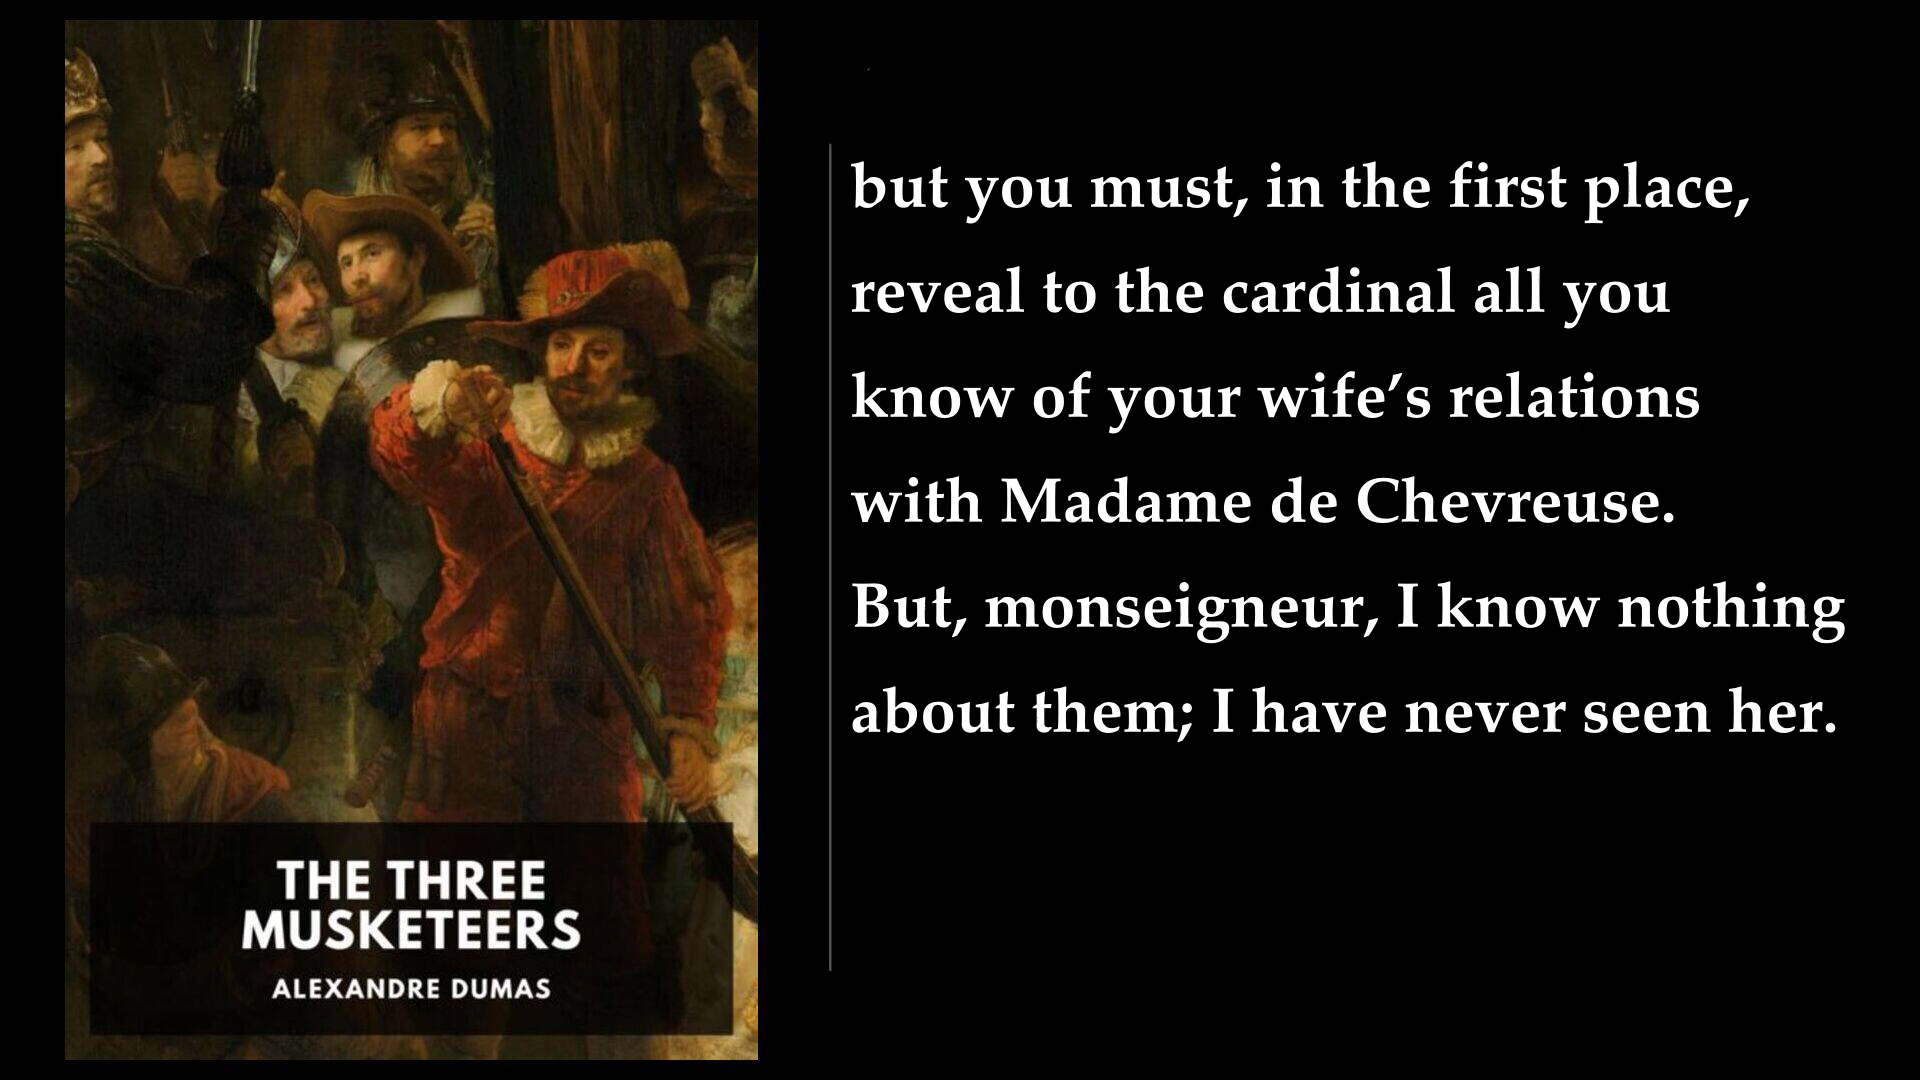 but you must, in the first place,
reveal to the cardinal all you
know of your wife’s relations
with Madame de Chevreuse.
But, monseigneur, I know nothing
about them; I have never seen her.
THE THREE
MUSKETEERS
ALEXANDRE DUMAS